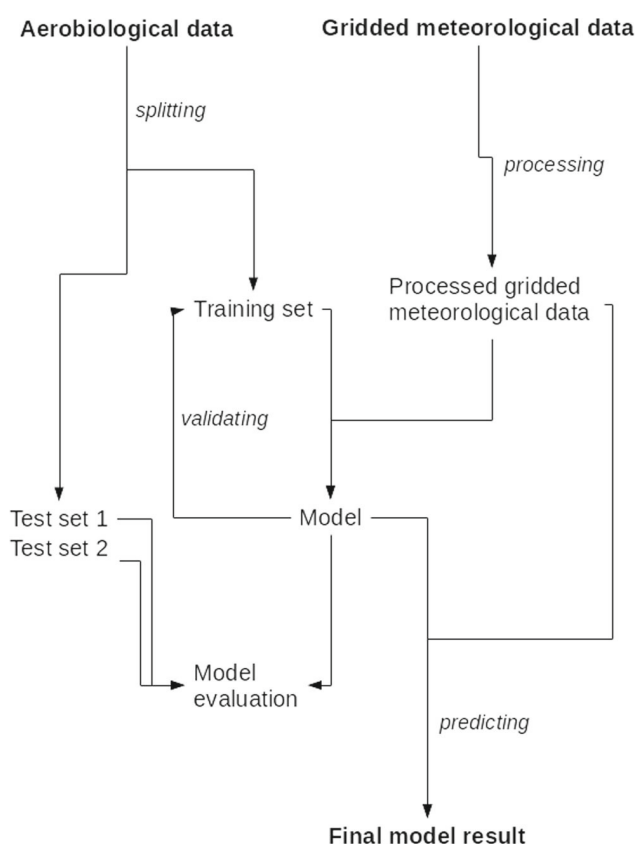 Aerobiological data
Gridded meteorological data
splitting
processing
Processed gridded
meteorological data
Training set
validating
Test set 1
Test set 2
Model
Model
evaluation
predicting
Final model result